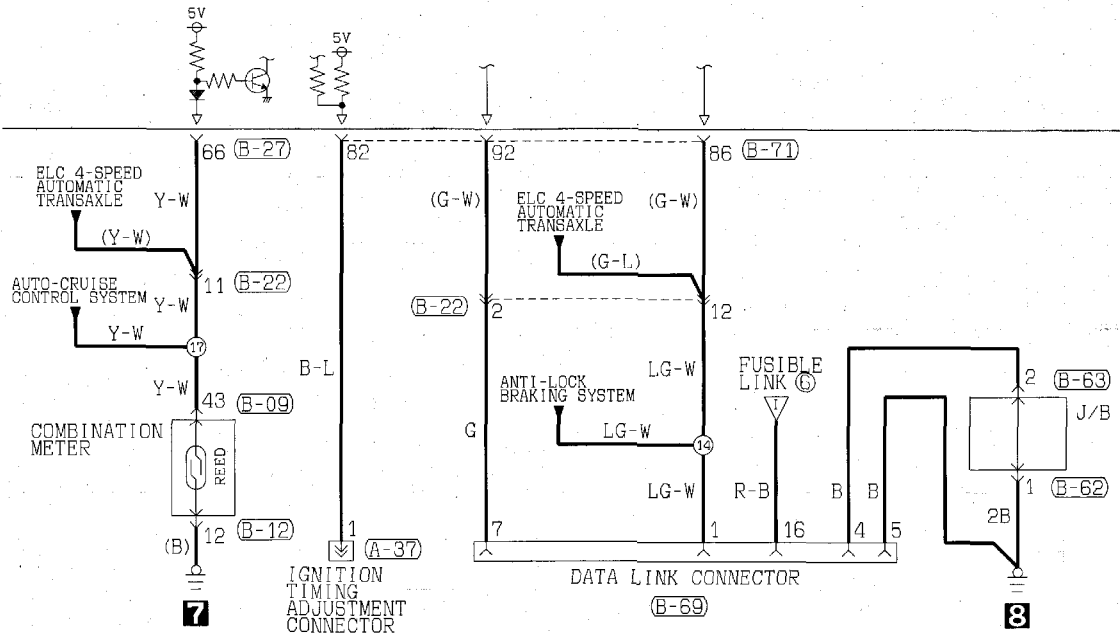 5V
5V
66 (B-27)
82
92
86 (B-71)
ELC 4-SPEED
AUTOMATIC
TRANSAXLE
Y-W
(Y-W)
(G-W)
ELC 4-SPEED
AUTOMATIC
TRANSAXLE
(G-W)
(G-L)
11 (B-22)
AUTO-CRUISE
CONTROL SYSTEM
Y-W
Y-W
17
B-22
2
12
B-L
Y-W
43 (B-09)
COMBINATION
METER
REED
12 (B-12)
(B)
7
1 (A-37)
IGNITION
TIMING
ADJUSTMENT
CONNECTOR
G
LG-W
ANTI-LOCK
BRAKING SYSTEM
LG-W
14
LG-W
FUSIBLE
LINK ⑥
I
R-B
B
B
2 (B-63)
J/B
1 (B-62)
2B
7
1
16
4
5
DATA LINK CONNECTOR
(B-69)
8